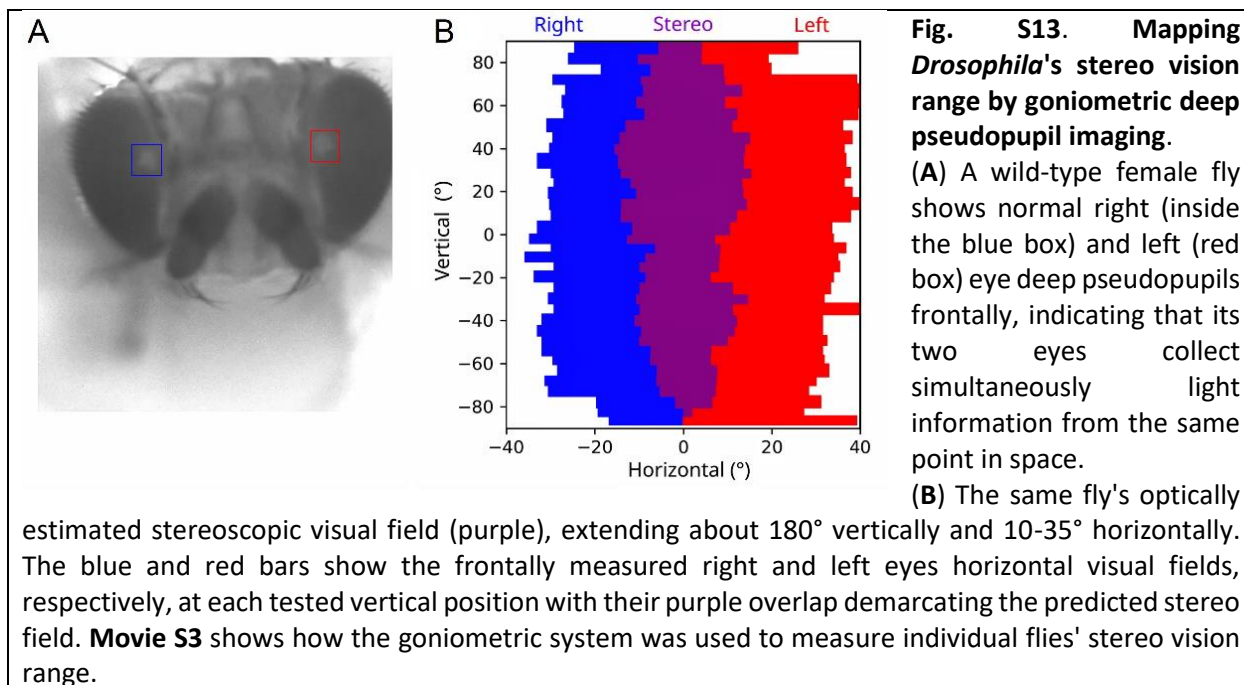 A
B
Right Stereo Left
80
60
40
20
0
−20
−40
−60
−80
Vertical (°)
−40 −20 0 20 40
Horizontal (°)
Fig. S13. Mapping
Drosophila's stereo vision
range by goniometric deep
pseudopupil imaging.
(A) A wild-type female fly
shows normal right (inside
the blue box) and left (red
box) eye deep pseudopupils
frontally, indicating that its
two eyes collect
simultaneously light
information from the same
point in space.
(B) The same fly's optically
estimated stereoscopic visual field (purple), extending about 180° vertically and 10-35° horizontally.
The blue and red bars show the frontally measured right and left eyes horizontal visual fields,
respectively, at each tested vertical position with their purple overlap demarcating the predicted stereo
field. Movie S3 shows how the goniometric system was used to measure individual flies' stereo vision
range.